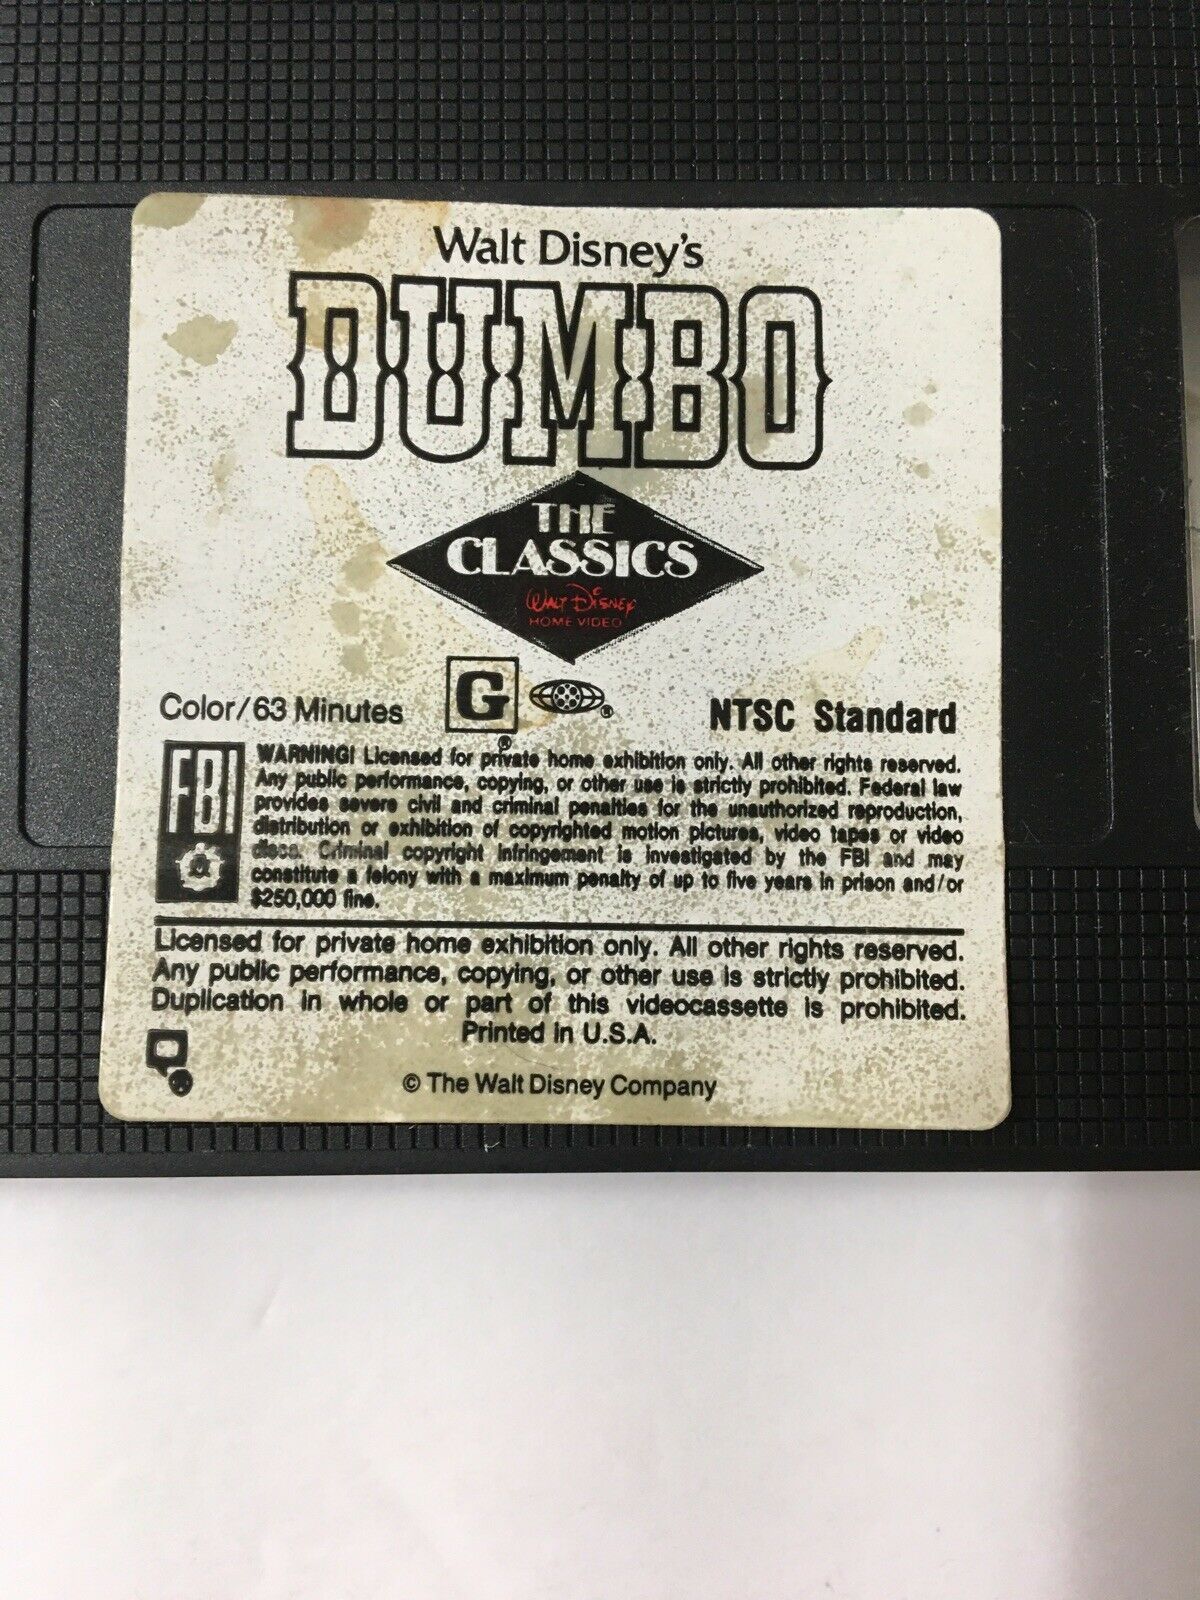 Walt Disney's
DUMBO
THE
CLASSICS
WALT DISNEY
HOME VIDEO
G
®
®
Color/63 Minutes
NTSC Standard
FBI
WARNING! Licensed for private home exhibition only. All other rights reserved.
Any public performance, copying, or other use is strictly prohibited. Federal law
provides severe civil and criminal penalties for the unauthorized reproduction,
distribution or exhibition of copyrighted motion pictures, video tapes or video
discs. Criminal copyright infringement is investigated by the FBI and may
constitute a felony with a maximum penalty of up to five years in prison and/or
$250,000 fine.
Licensed for private home exhibition only. All other rights reserved.
Any public performance, copying, or other use is strictly prohibited.
Duplication in whole or part of this videocassette is prohibited.
Printed in U.S.A.
© The Walt Disney Company